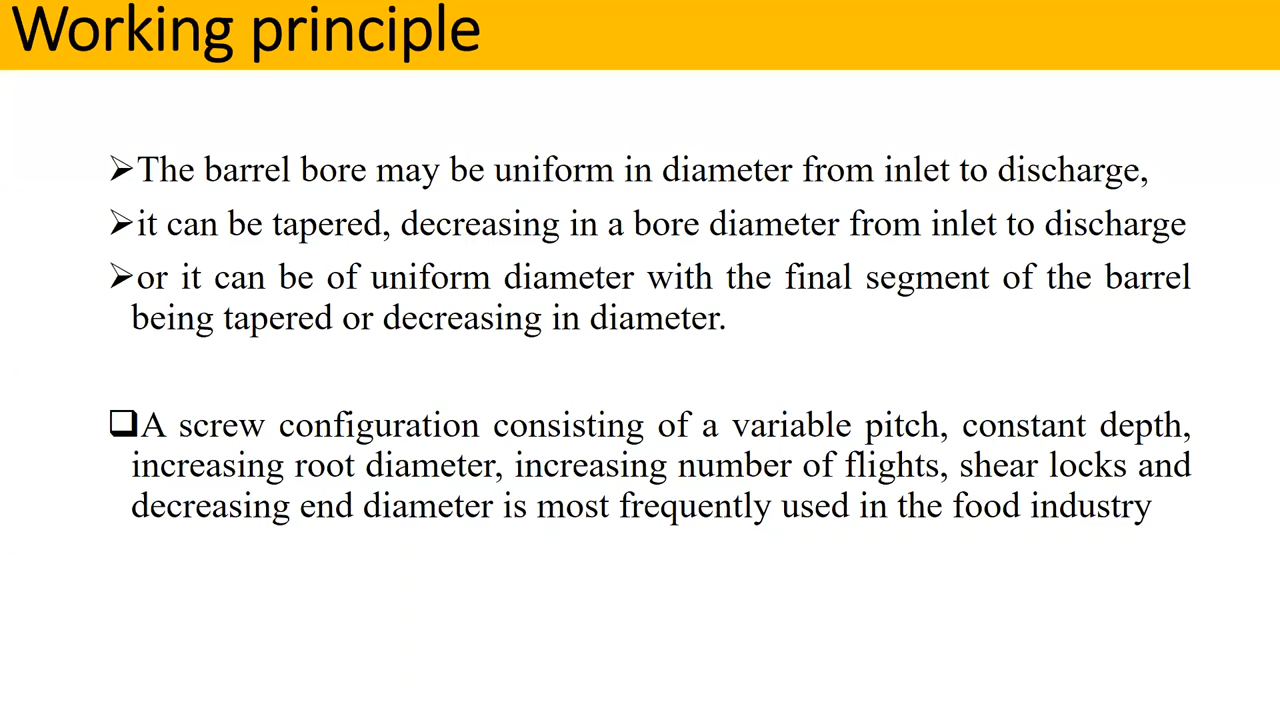 Working principle
➢The barrel bore may be uniform in diameter from inlet to discharge,
➢it can be tapered, decreasing in a bore diameter from inlet to discharge
➢or it can be of uniform diameter with the final segment of the barrel
being tapered or decreasing in diameter.
❑A screw configuration consisting of a variable pitch, constant depth,
increasing root diameter, increasing number of flights, shear locks and
decreasing end diameter is most frequently used in the food industry